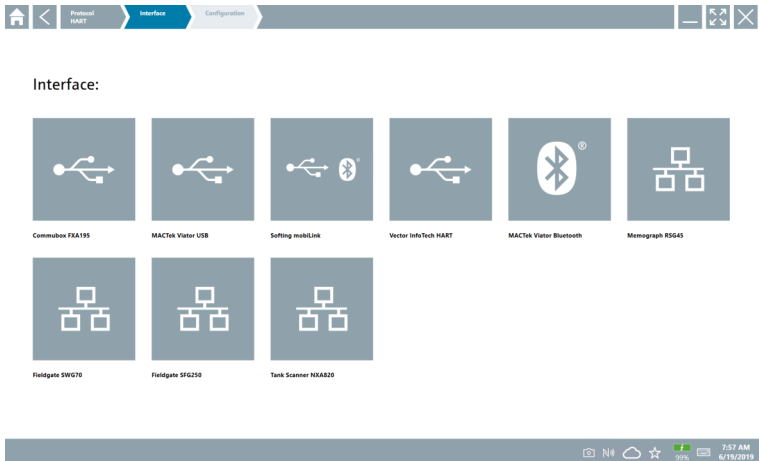 Protocol
HART
Interface
Configuration
Interface:
Commubox FXA195
MACTek Viator USB
Softing mobiLink
Vector InfoTech HART
MACTek Viator Bluetooth
Memograph RSG45
Fieldgate SWG70
Fieldgate SFG250
Tank Scanner NXA820
99%
7:57 AM
6/19/2019